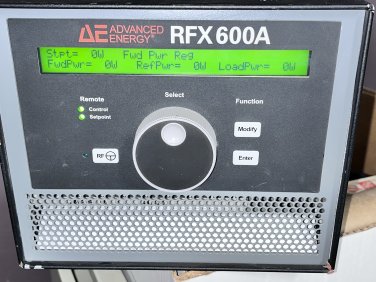 AE ADVANCED ENERGY® RFX 600A
Stpt= 0W Fwd Pwr Reg
FwdPwr= 0W RefPwr= 0W LoadPwr= 0W
Remote
Control
Setpoint
Select
Function
Modify
Enter
RF